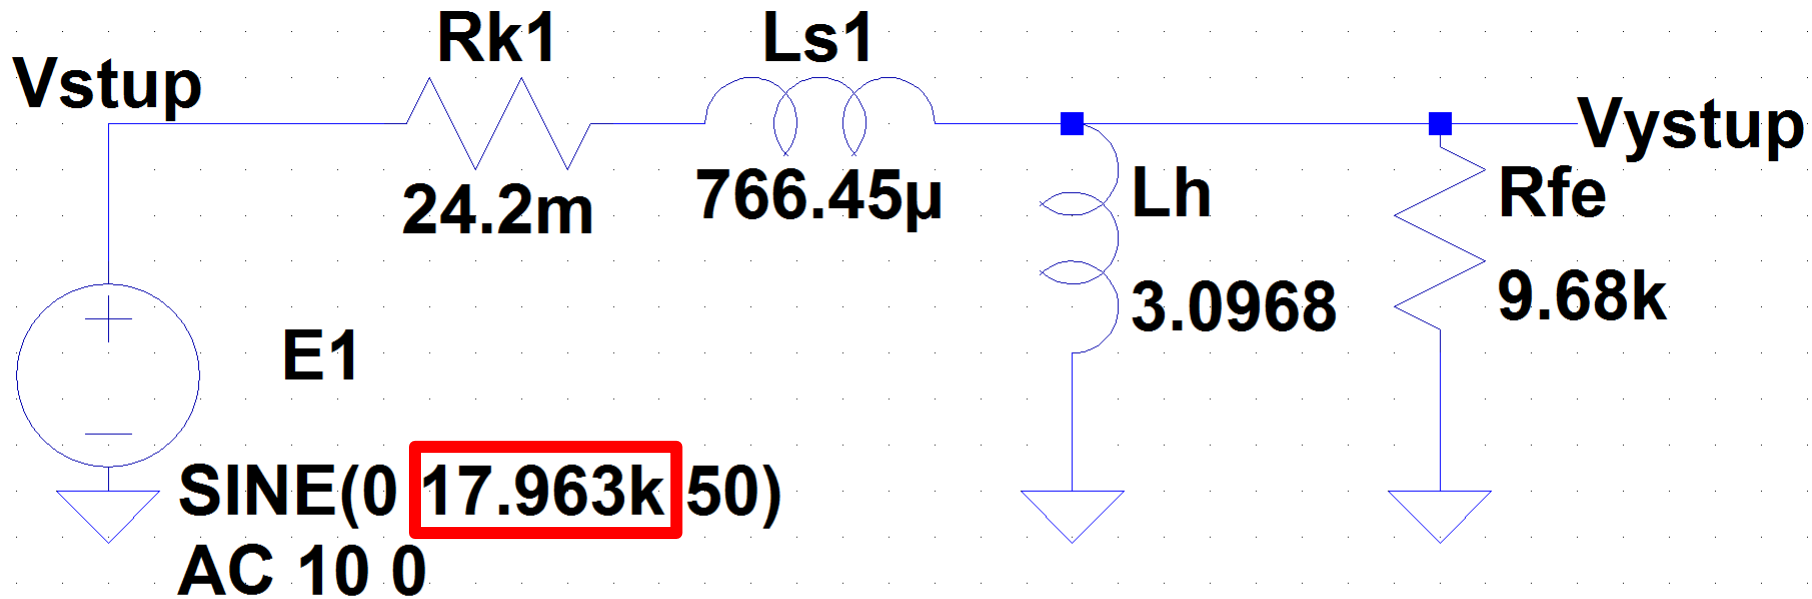 Rk1
Ls1
Vstup
Vystup
24.2m
766.45µ
Lh
Rfe
3.0968
9.68k
E1
SINE(0 17.963k 50)
AC 10 0